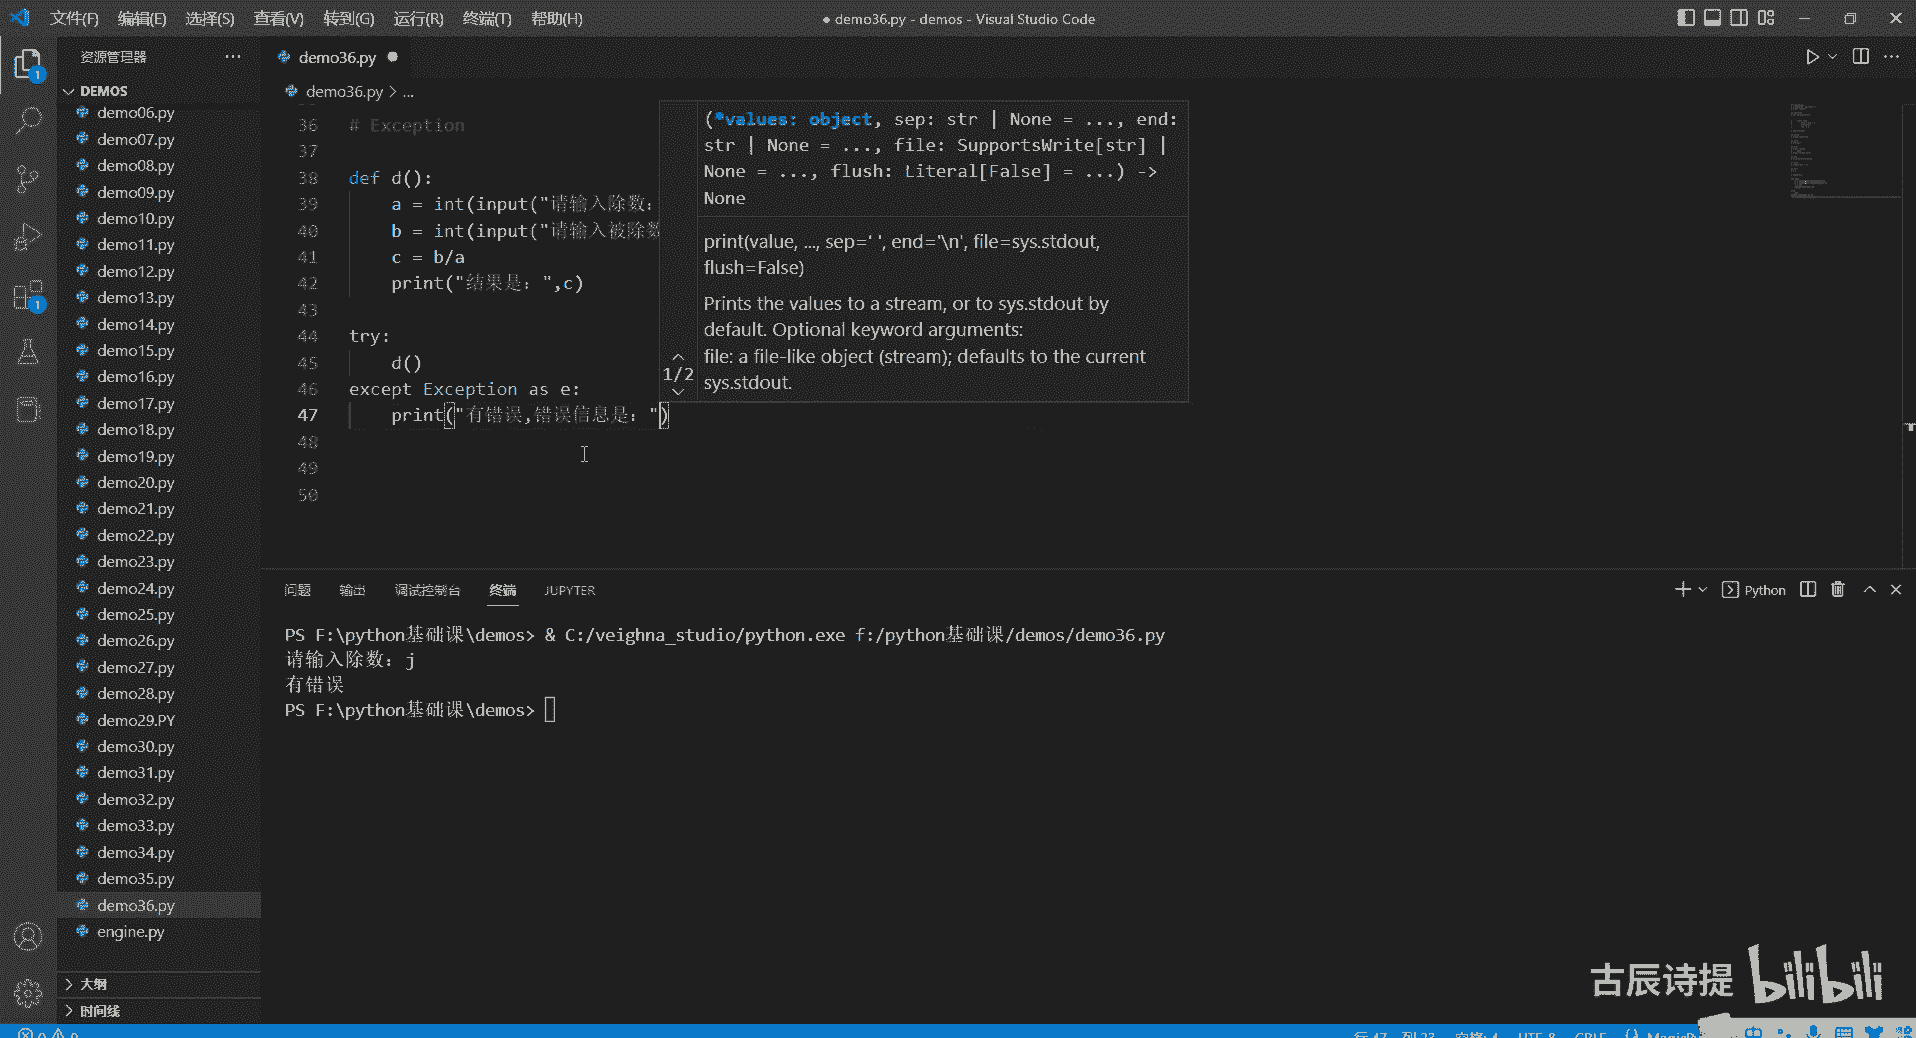 文件(F) 编辑(E) 选择(S) 查看(V) 转到(G) 运行(R) 终端(T) 帮助(H)
● demo36.py - demos - Visual Studio Code
资源管理器
DEMOS
demo06.py
demo07.py
demo08.py
demo09.py
demo10.py
demo11.py
demo12.py
demo13.py
demo14.py
demo15.py
demo16.py
demo17.py
demo18.py
demo19.py
demo20.py
demo21.py
demo22.py
demo23.py
demo24.py
demo25.py
demo26.py
demo27.py
demo28.py
demo29.PY
demo30.py
demo31.py
demo32.py
demo33.py
demo34.py
demo35.py
demo36.py
engine.py
大纲
时间线
1
1
demo36.py ●
demo36.py > ...
36 # Exception
37
38 def d():
39 a = int(input("请输入除数:
40 b = int(input("请输入被除数
41 c = b/a
42 print("结果是：",c)
43
44 try:
45 d()
46 except Exception as e:
47 print("有错误,错误信息是：")
48
49
50
(*values: object, sep: str | None = ..., end:
str | None = ..., file: SupportsWrite[str] |
None = ..., flush: Literal[False] = ...) ->
None
print(value, ..., sep=' ', end='\n', file=sys.stdout,
flush=False)
Prints the values to a stream, or to sys.stdout by
default. Optional keyword arguments:
file: a file-like object (stream); defaults to the current
sys.stdout.
1/2
问题 输出 调试控制台 终端 JUPYTER
Python
PS F:\python基础课\demos> & C:/veighna_studio/python.exe f:/python基础课/demos/demo36.py
请输入除数：j
有错误
PS F:\python基础课\demos>
古辰诗提 bilibili